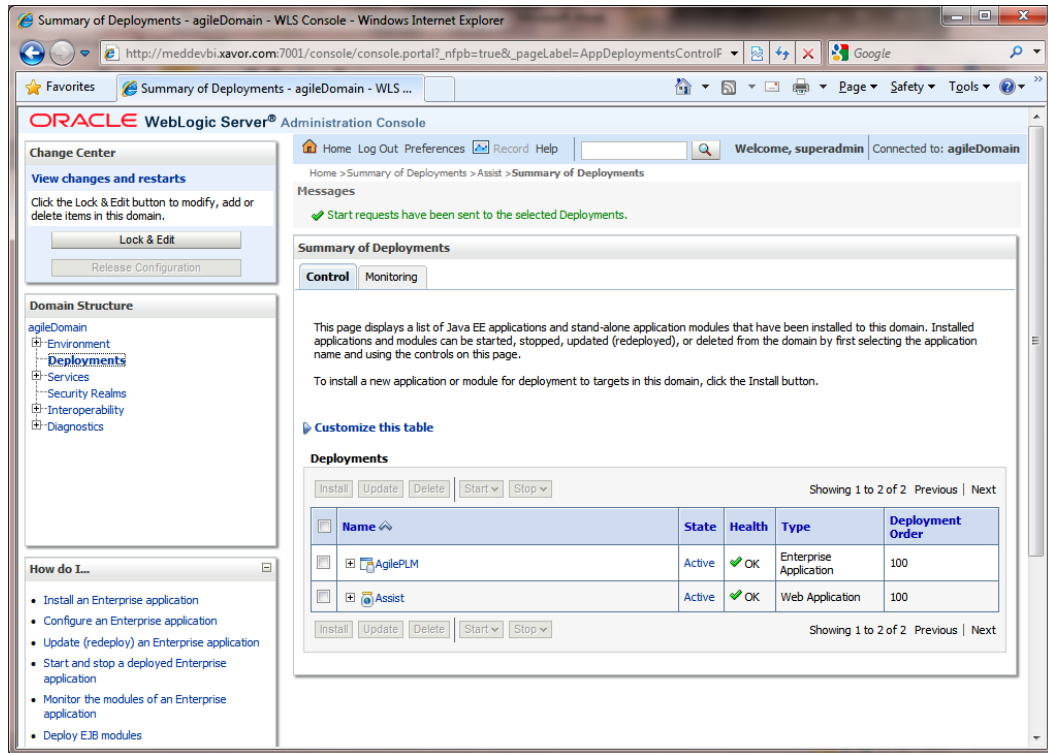 Summary of Deployments - agileDomain - WLS Console - Windows Internet Explorer
http://meddevbi.xavor.com:7001/console/console.portal?_nfpb=true&_pageLabel=AppDeploymentsControlP
Google
Favorites
Summary of Deployments - agileDomain - WLS ...
Page
Safety
Tools
ORACLE WebLogic Server® Administration Console
Change Center
View changes and restarts
Click the Lock & Edit button to modify, add or
delete items in this domain.
Lock & Edit
Release Configuration
Domain Structure
agileDomain
Environment
Deployments
Services
Security Realms
Interoperability
Diagnostics
How do I...
Install an Enterprise application
Configure an Enterprise application
Update (redeploy) an Enterprise application
Start and stop a deployed Enterprise
application
Monitor the modules of an Enterprise
application
Deploy EJB modules
Home Log Out Preferences Record Help
Welcome, superadmin Connected to: agileDomain
Home >Summary of Deployments >Assist >Summary of Deployments
Messages
Start requests have been sent to the selected Deployments.
Summary of Deployments
Control Monitoring
This page displays a list of Java EE applications and stand-alone application modules that have been installed to this domain. Installed
applications and modules can be started, stopped, updated (redeployed), or deleted from the domain by first selecting the application
name and using the controls on this page.
To install a new application or module for deployment to targets in this domain, click the Install button.
Customize this table
Deployments
Install Update Delete Start Stop Showing 1 to 2 of 2 Previous | Next
Name State Health Type Deployment Order
AgilePLM Active OK Enterprise Application 100
Assist Active OK Web Application 100
Install Update Delete Start Stop Showing 1 to 2 of 2 Previous | Next